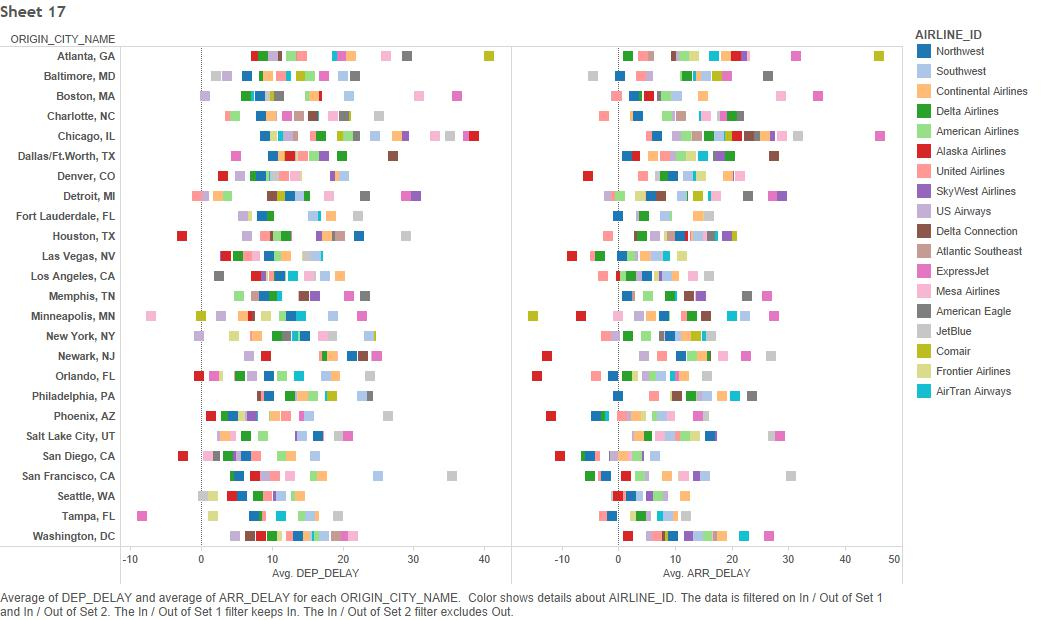 Sheet 17
ORIGIN_CITY_NAME
Atlanta, GA
Baltimore, MD
Boston, MA
Charlotte, NC
Chicago, IL
Dallas/Ft.Worth, TX
Denver, CO
Detroit, MI
Fort Lauderdale, FL
Houston, TX
Las Vegas, NV
Los Angeles, CA
Memphis, TN
Minneapolis, MN
New York, NY
Newark, NJ
Orlando, FL
Philadelphia, PA
Phoenix, AZ
Salt Lake City, UT
San Diego, CA
San Francisco, CA
Seattle, WA
Tampa, FL
Washington, DC
-10 0 10 20 30 40
Avg. DEP_DELAY
-10 0 10 20 30 40 50
Avg. ARR_DELAY
AIRLINE_ID
Northwest
Southwest
Continental Airlines
Delta Airlines
American Airlines
Alaska Airlines
United Airlines
SkyWest Airlines
US Airways
Delta Connection
Atlantic Southeast
ExpressJet
Mesa Airlines
American Eagle
JetBlue
Comair
Frontier Airlines
AirTran Airways
Average of DEP_DELAY and average of ARR_DELAY for each ORIGIN_CITY_NAME.  Color shows details about AIRLINE_ID. The data is filtered on In / Out of Set 1
and In / Out of Set 2. The In / Out of Set 1 filter keeps In. The In / Out of Set 2 filter excludes Out.